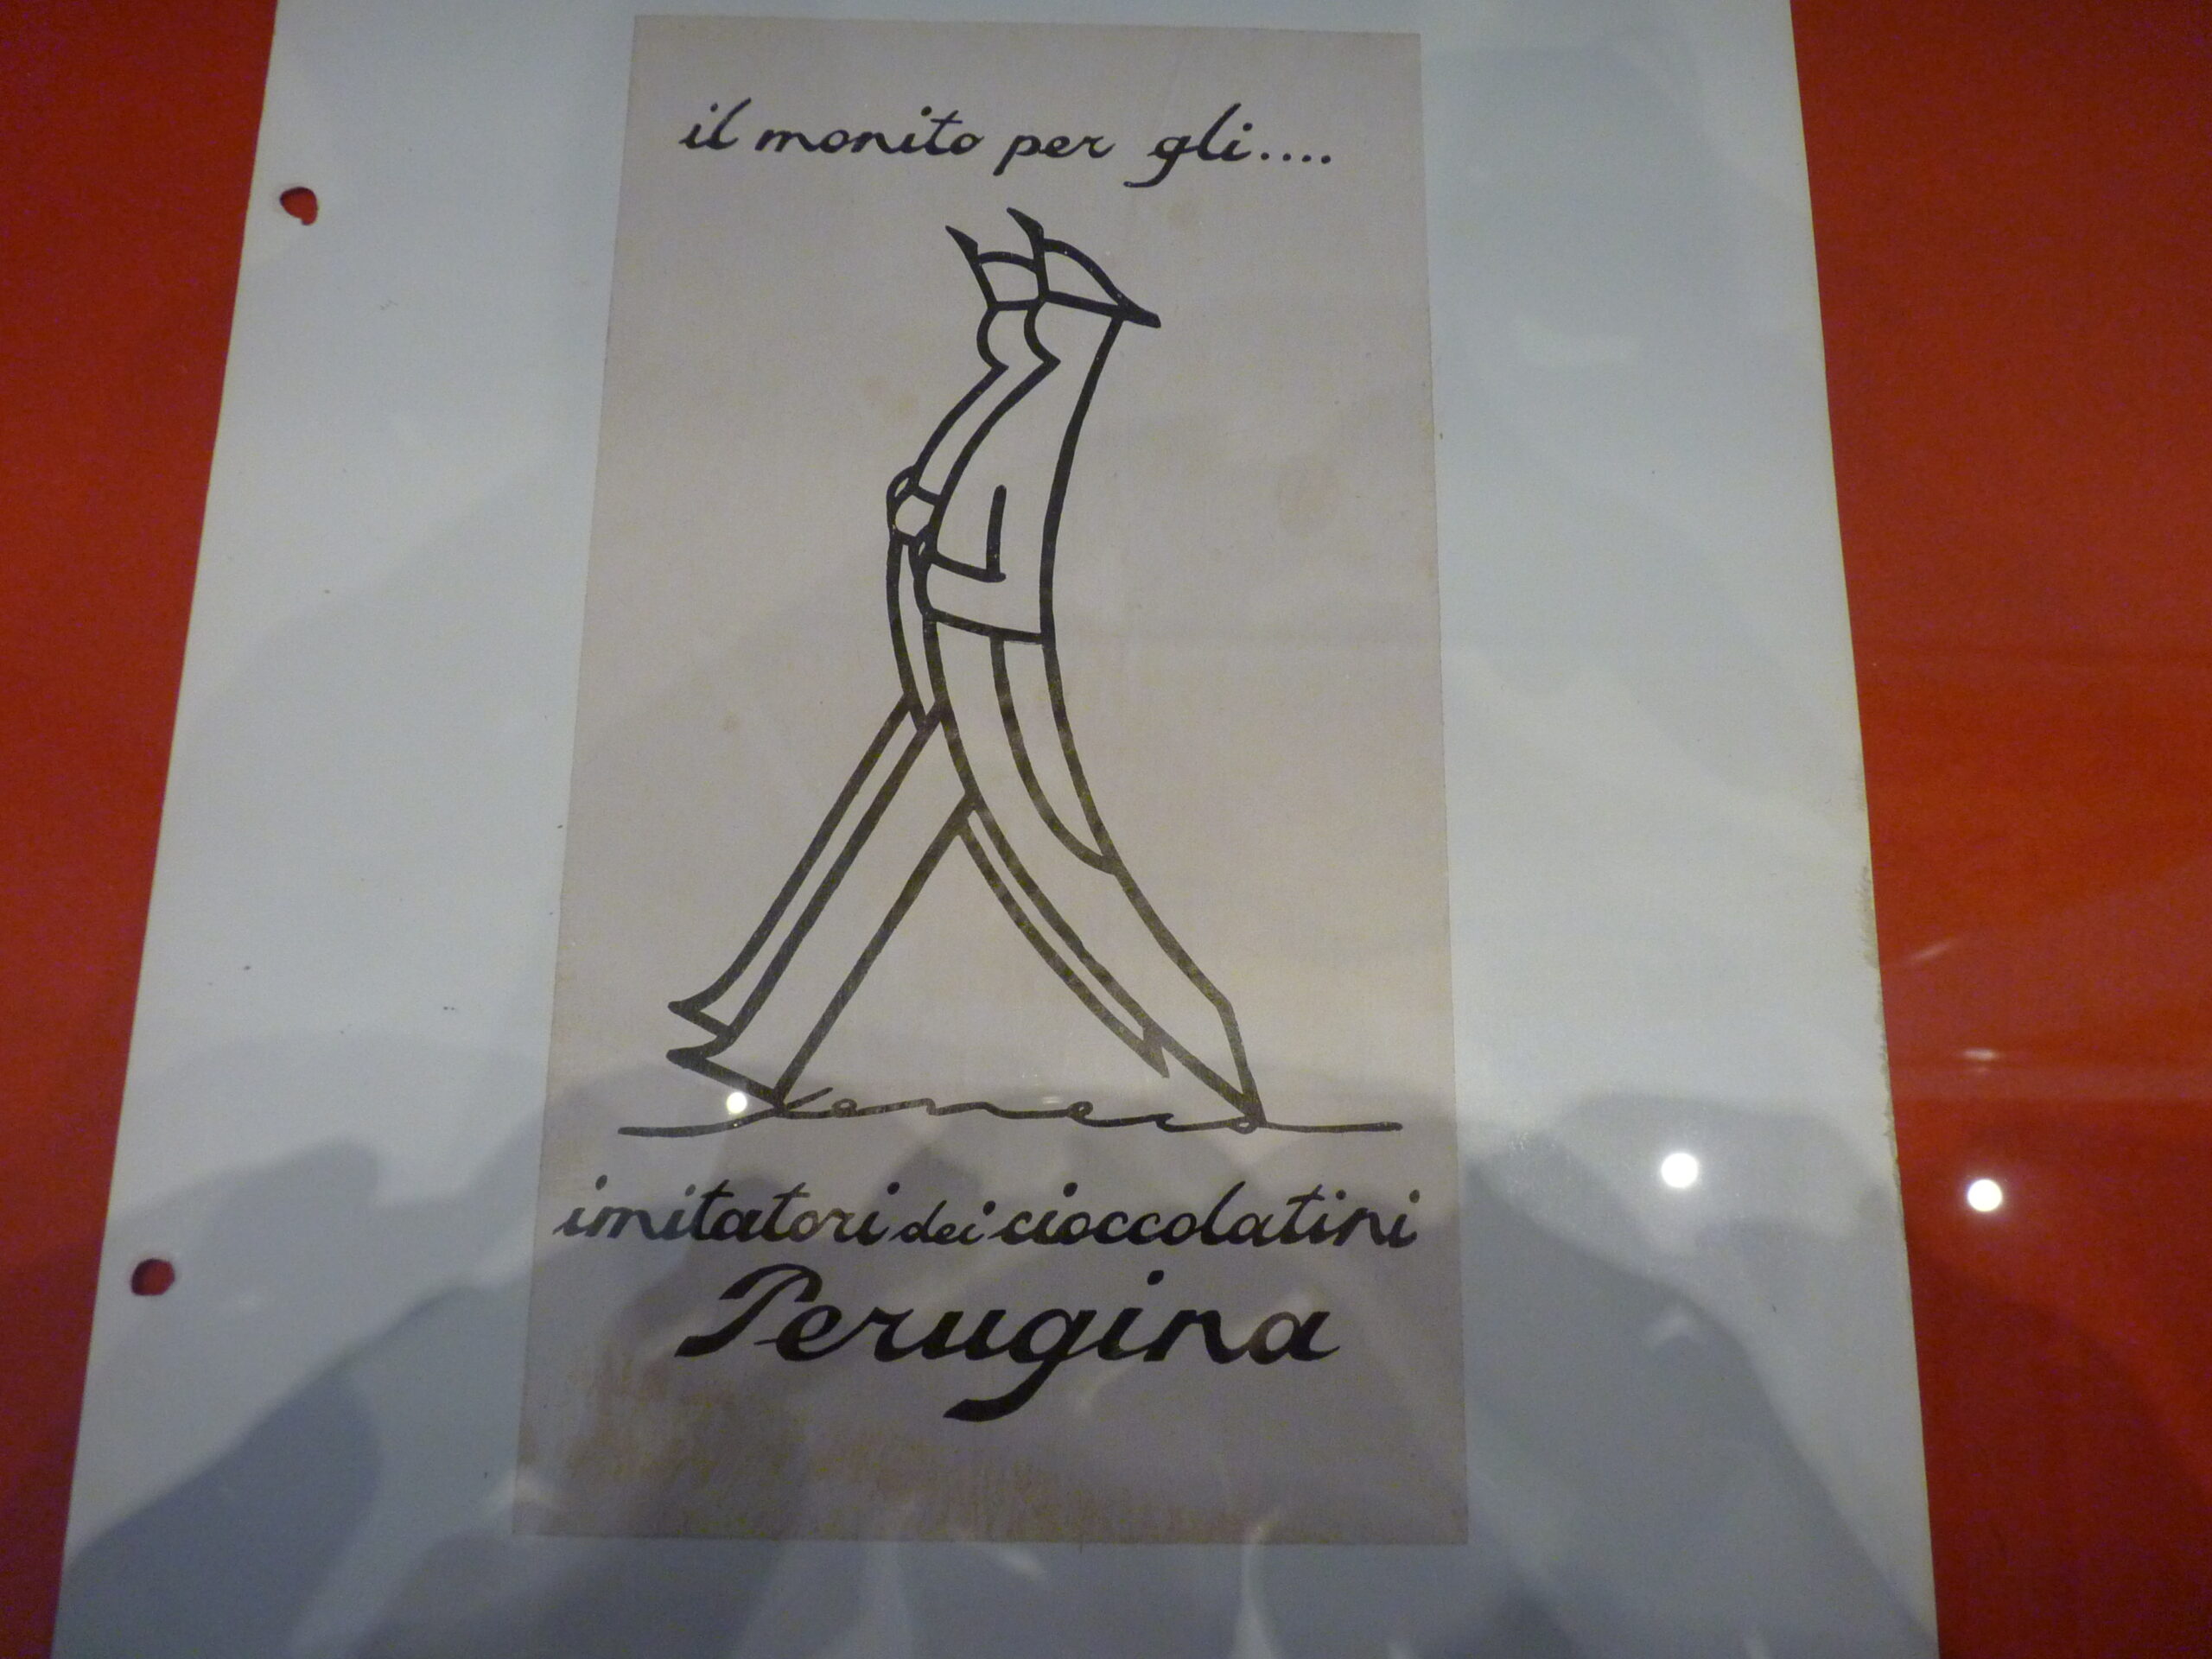 il monito per gli....
imitatori dei cioccolatini
Perugina